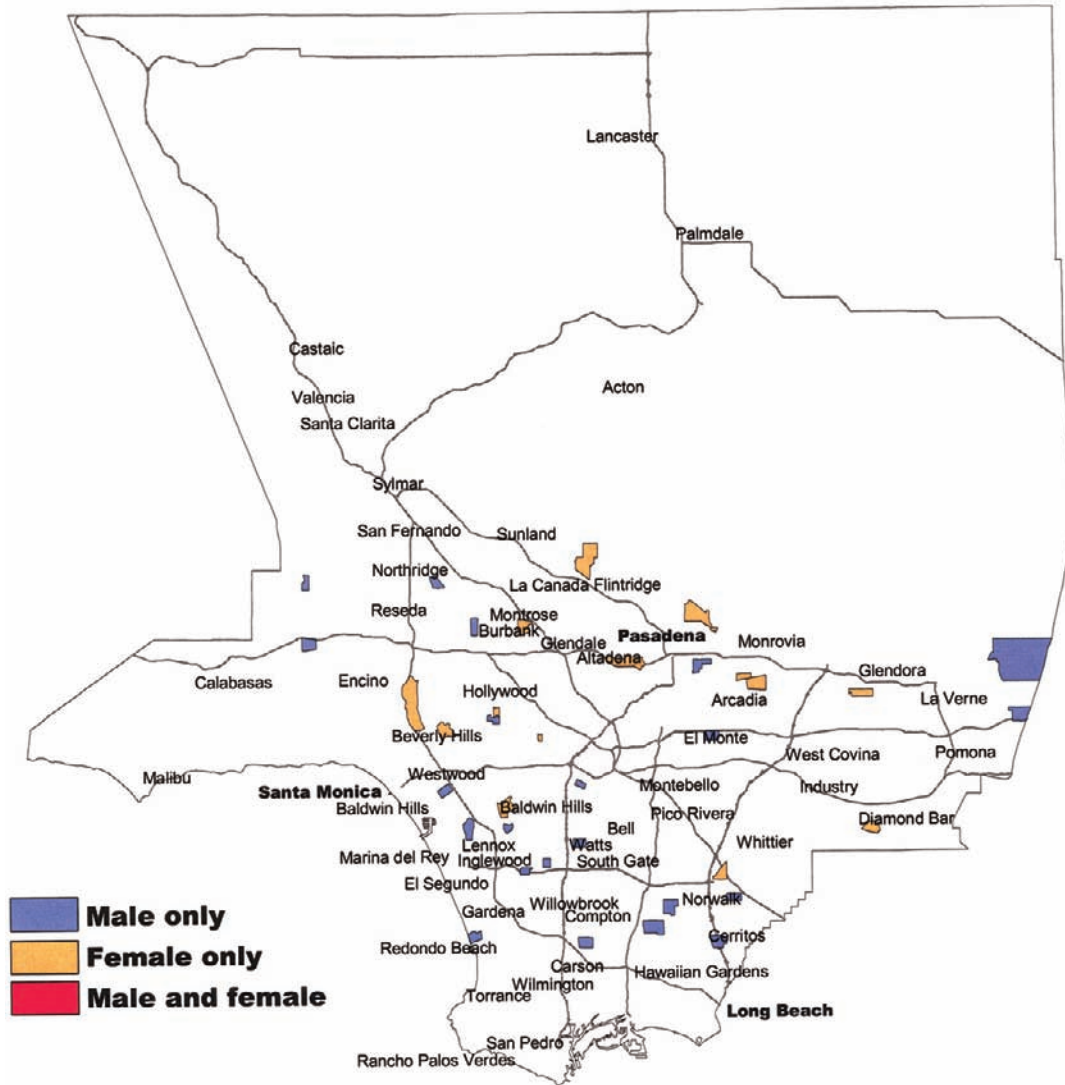 Lancaster
Palmdale
Castaic
Acton
Valencia
Santa Clarita
Sylmar
San Fernando
Sunland
Northridge
La Canada Flintridge
Reseda
Montrose
Burbank
Pasadena
Glendale
Monrovia
Altadena
Glendora
Calabasas
Encino
Hollywood
Arcadia
La Verne
Beverly Hills
El Monte
West Covina
Pomona
Malibu
Westwood
Santa Monica
Montebello
Industry
Baldwin Hills
Baldwin Hills
Pico Rivera
Diamond Bar
Bell
Lennox
Watts
Whittier
Marina del Rey
Inglewood
South Gate
El Segundo
Willowbrook
Norwalk
Gardena
Compton
Redondo Beach
Cerritos
Carson
Hawaiian Gardens
Wilmington
Torrance
Long Beach
San Pedro
Rancho Palos Verdes
Male only
Female only
Male and female